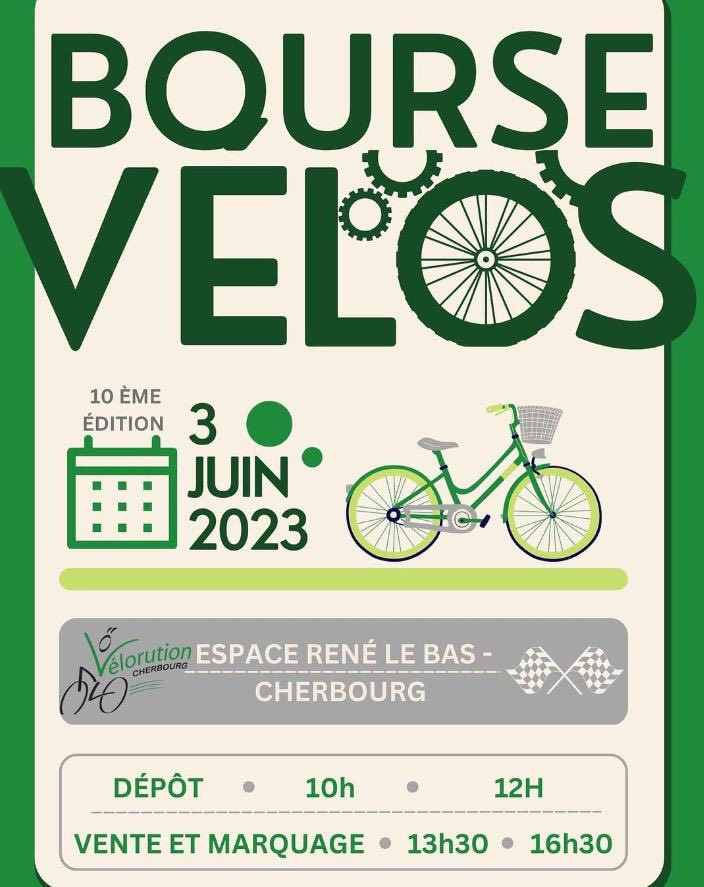 BOURSE
VELOS
10 ÈME
ÉDITION
3
JUIN
2023
Vélorution
CHERBOURG
ESPACE RENÉ LE BAS -
CHERBOURG
DÉPÔT • 10h • 12H
VENTE ET MARQUAGE • 13h30 • 16h30